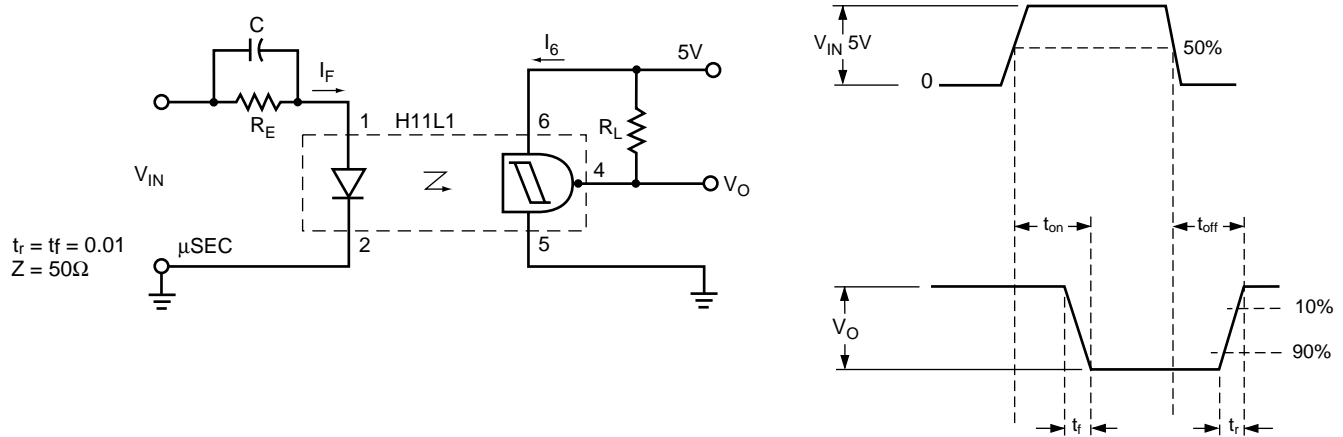 C
I_F
R_E
1
H11L1
V_IN
2
µSEC
t_r = tf = 0.01
Z = 50Ω
I_6
5V
6
R_L
4
V_O
5
V_IN 5V
0
50%
t_on
t_off
V_O
10%
90%
t_f
t_r